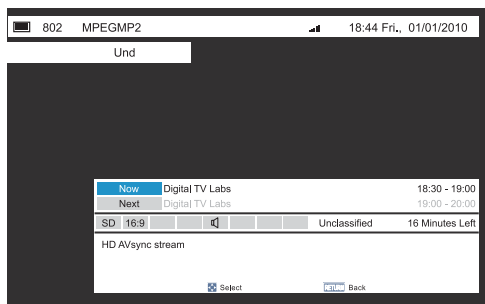 802 MPEGMP2 18:44 Fri., 01/01/2010
Und
Now Digital TV Labs 18:30 - 19:00
Next Digital TV Labs 19:00 - 20:00
SD 16:9 Unclassified 16 Minutes Left
HD AVsync stream
Select Back